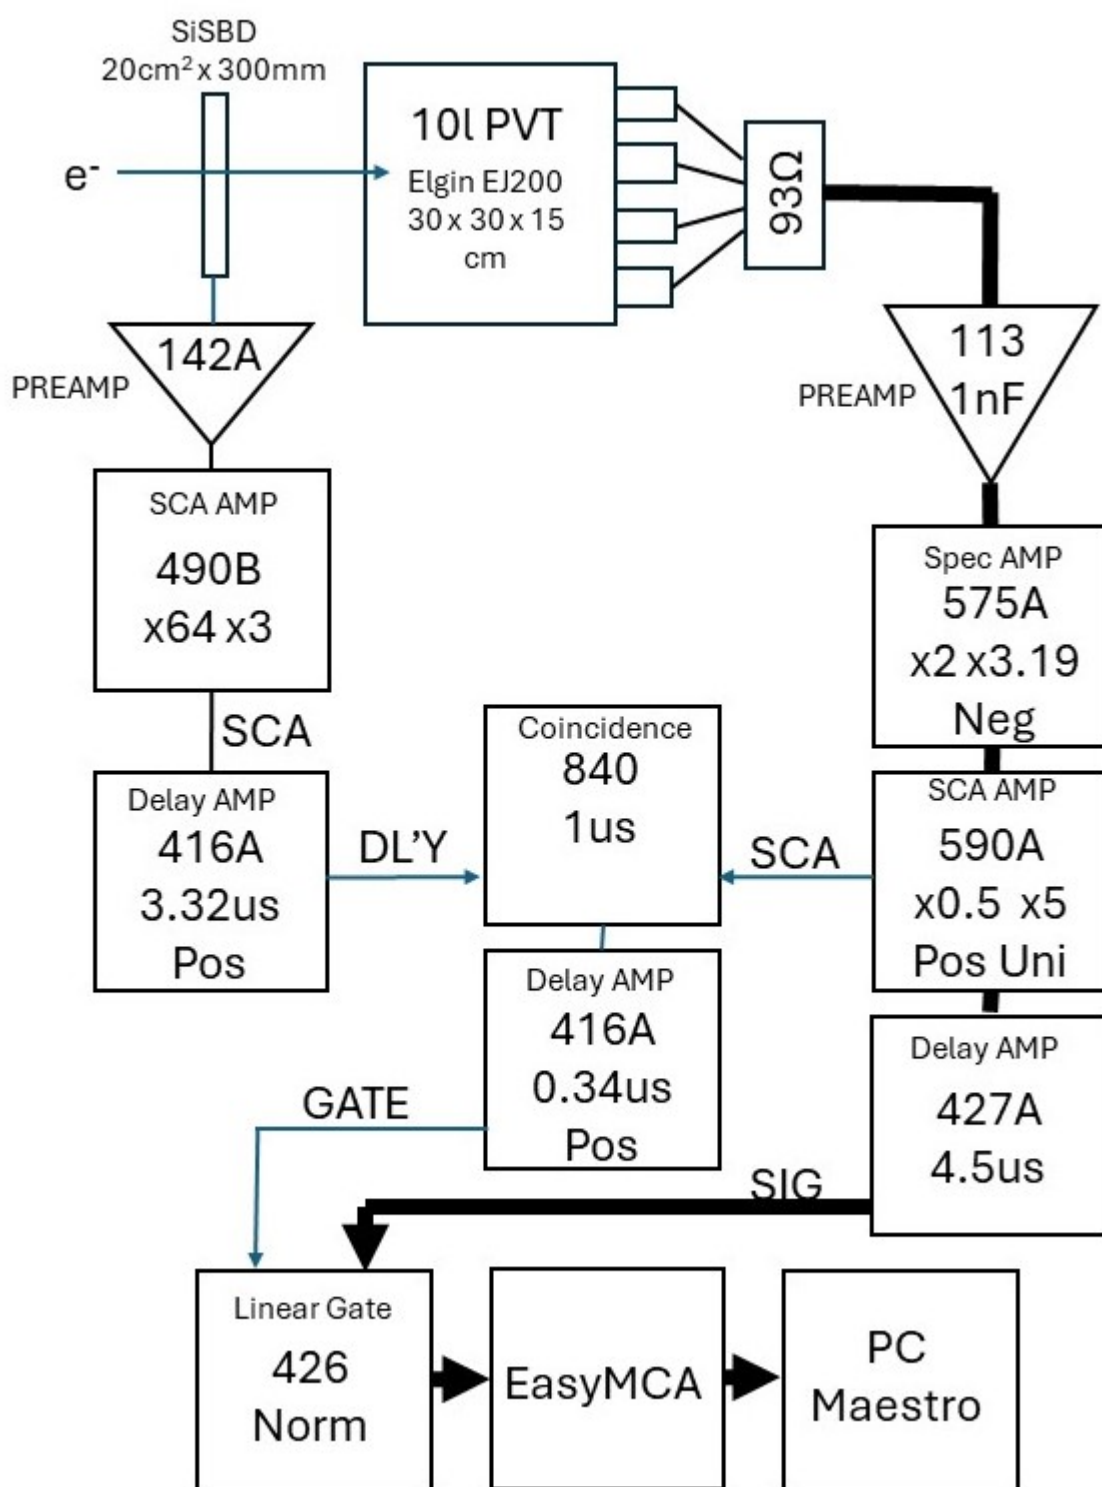 SiSBD
20cm² x 300mm
e⁻
10l PVT
Elgin EJ200
30 x 30 x 15
cm
93Ω
142A
PREAMP
113
1nF
PREAMP
SCA AMP
490B
x64 x3
Spec AMP
575A
x2 x3.19
Neg
SCA
Delay AMP
416A
3.32us
Pos
DL’Y
Coincidence
840
1us
SCA
SCA AMP
590A
x0.5 x5
Pos Uni
Delay AMP
416A
0.34us
Pos
GATE
Delay AMP
427A
4.5us
SIG
Linear Gate
426
Norm
EasyMCA
PC
Maestro